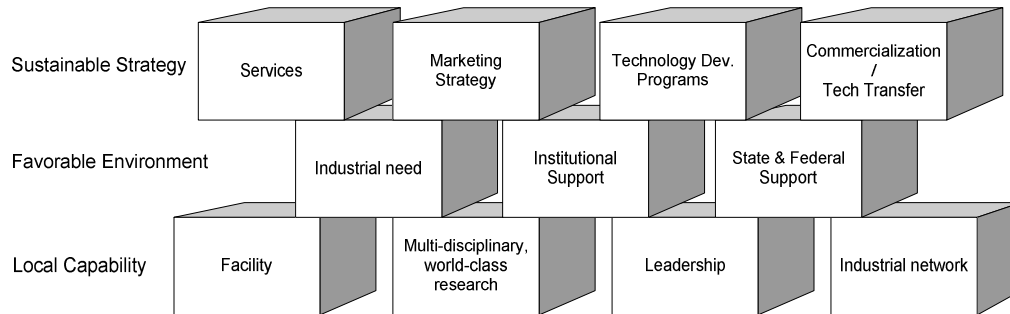 Sustainable Strategy
Services
Marketing
Strategy
Technology Dev.
Programs
Commercialization
/
Tech Transfer
Favorable Environment
Industrial need
Institutional
Support
State & Federal
Support
Local Capability
Facility
Multi-disciplinary,
world-class
research
Leadership
Industrial network